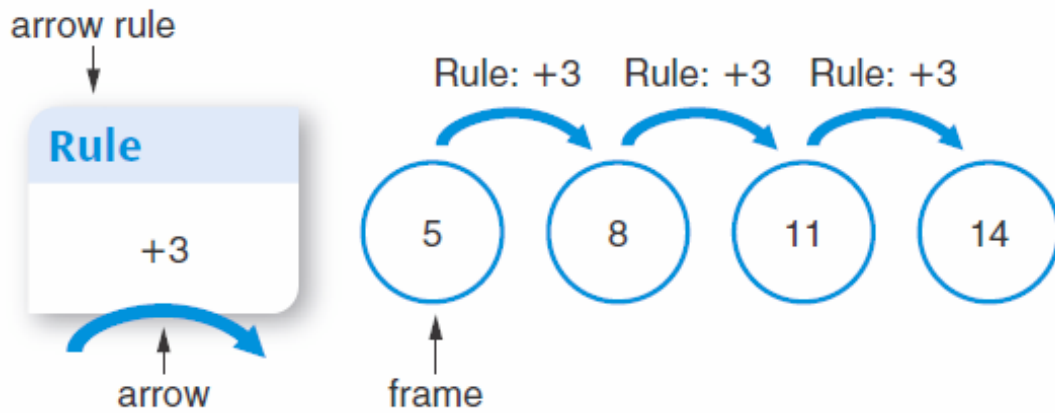 arrow rule
Rule
+3
arrow
Rule: +3 Rule: +3 Rule: +3
5 8 11 14
frame